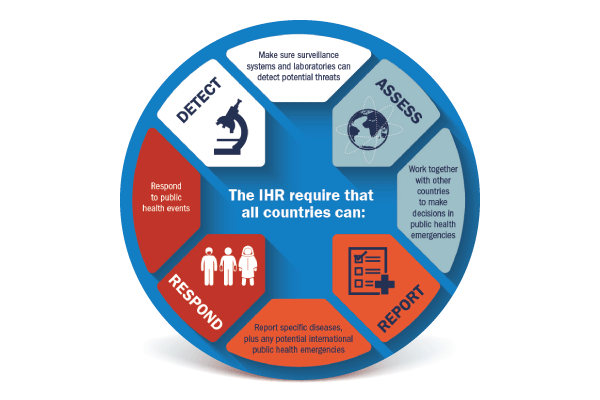 The IHR require that
all countries can:
DETECT
Make sure surveillance
systems and laboratories can
detect potential threats
ASSESS
Work together
with other
countries
to make
decisions in
public health
emergencies
REPORT
Report specific diseases,
plus any potential international
public health emergencies
RESPOND
Respond
to public
health events